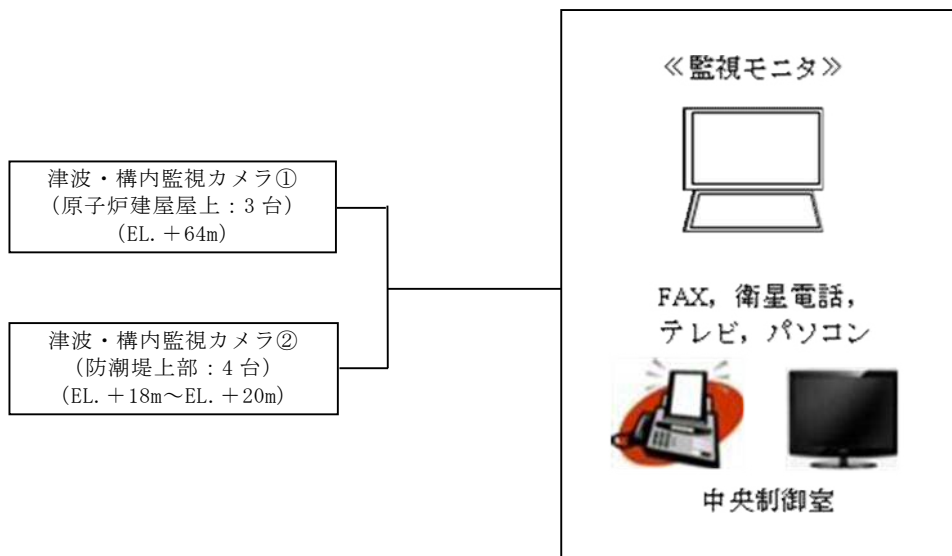 津波・構内監視カメラ①
（原子炉建屋屋上：3 台）
（EL.＋64m）
津波・構内監視カメラ②
（防潮堤上部：4 台）
（EL.＋18m～EL.＋20m）
≪監視モニタ≫
FAX，衛星電話，
テレビ，パソコン
中央制御室